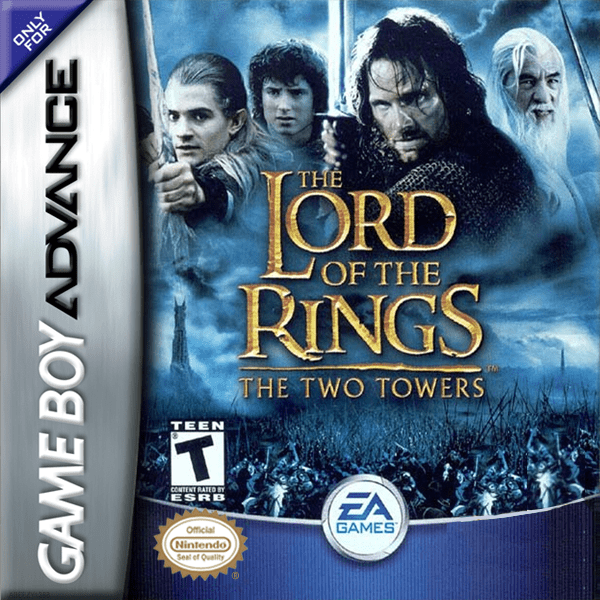 ONLY
FOR
GAME BOY ADVANCE
THE
LORD
OF THE
RINGS
TM
THE TWO TOWERS
TEEN
T
®
CONTENT RATED BY
ESRB
EA
GAMES
Official
Nintendo
Seal of Quality
®